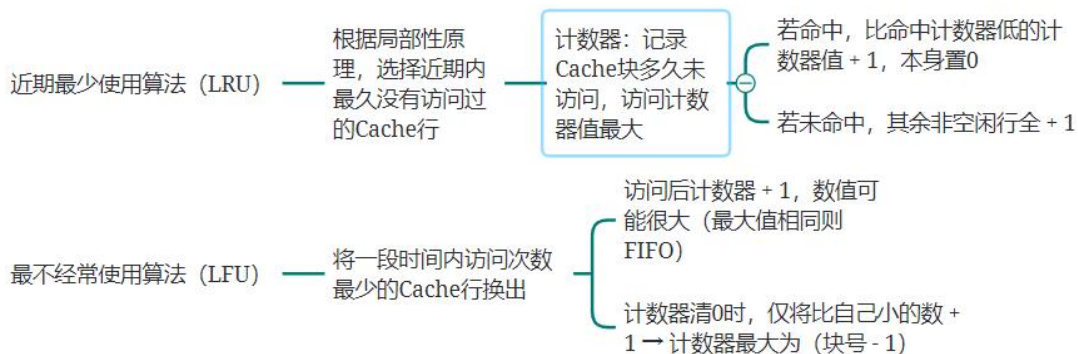 近期最少使用算法（LRU）
根据局部性原
理，选择近期内
最久没有访问过
的Cache行
计数器：记录
Cache块多久未
访问，访问计数
器值最大
若命中，比命中计数器低的计
数器值 + 1，本身置0
若未命中，其余非空闲行全 + 1
最不经常使用算法（LFU）
将一段时间内访问次数
最少的Cache行换出
访问后计数器 + 1，数值可
能很大（最大值相同则
FIFO）
计数器清0时，仅将比自己小的数 +
1 → 计数器最大为（块号 - 1）